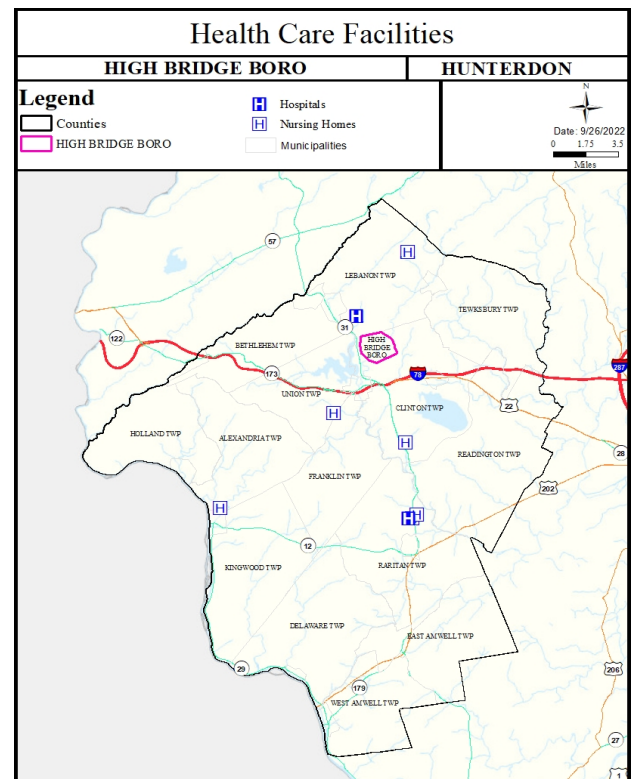 Health Care Facilities
HIGH BRIDGE BORO
HUNTERDON
Legend
Counties
HIGH BRIDGE BORO
H Hospitals
H Nursing Homes
Municipalities
N
Date: 9/26/2022
0 1.75 3.5
Miles
57
H
LEBANON TWP
TEWKSBURY TWP
H
31
122
BETHLEHEM TWP
HIGH
BRIDGE
BORO
173
78
287
UNION TWP
CLINTON TWP
22
H
HOLLAND TWP
ALEXANDRIA TWP
H
READINGTON TWP
28
FRANKLIN TWP
202
H
H
H
12
KINGWOOD TWP
RARITAN TWP
DELAWARE TWP
EAST AMWELL TWP
29
206
179
WEST AMWELL TWP
27
1